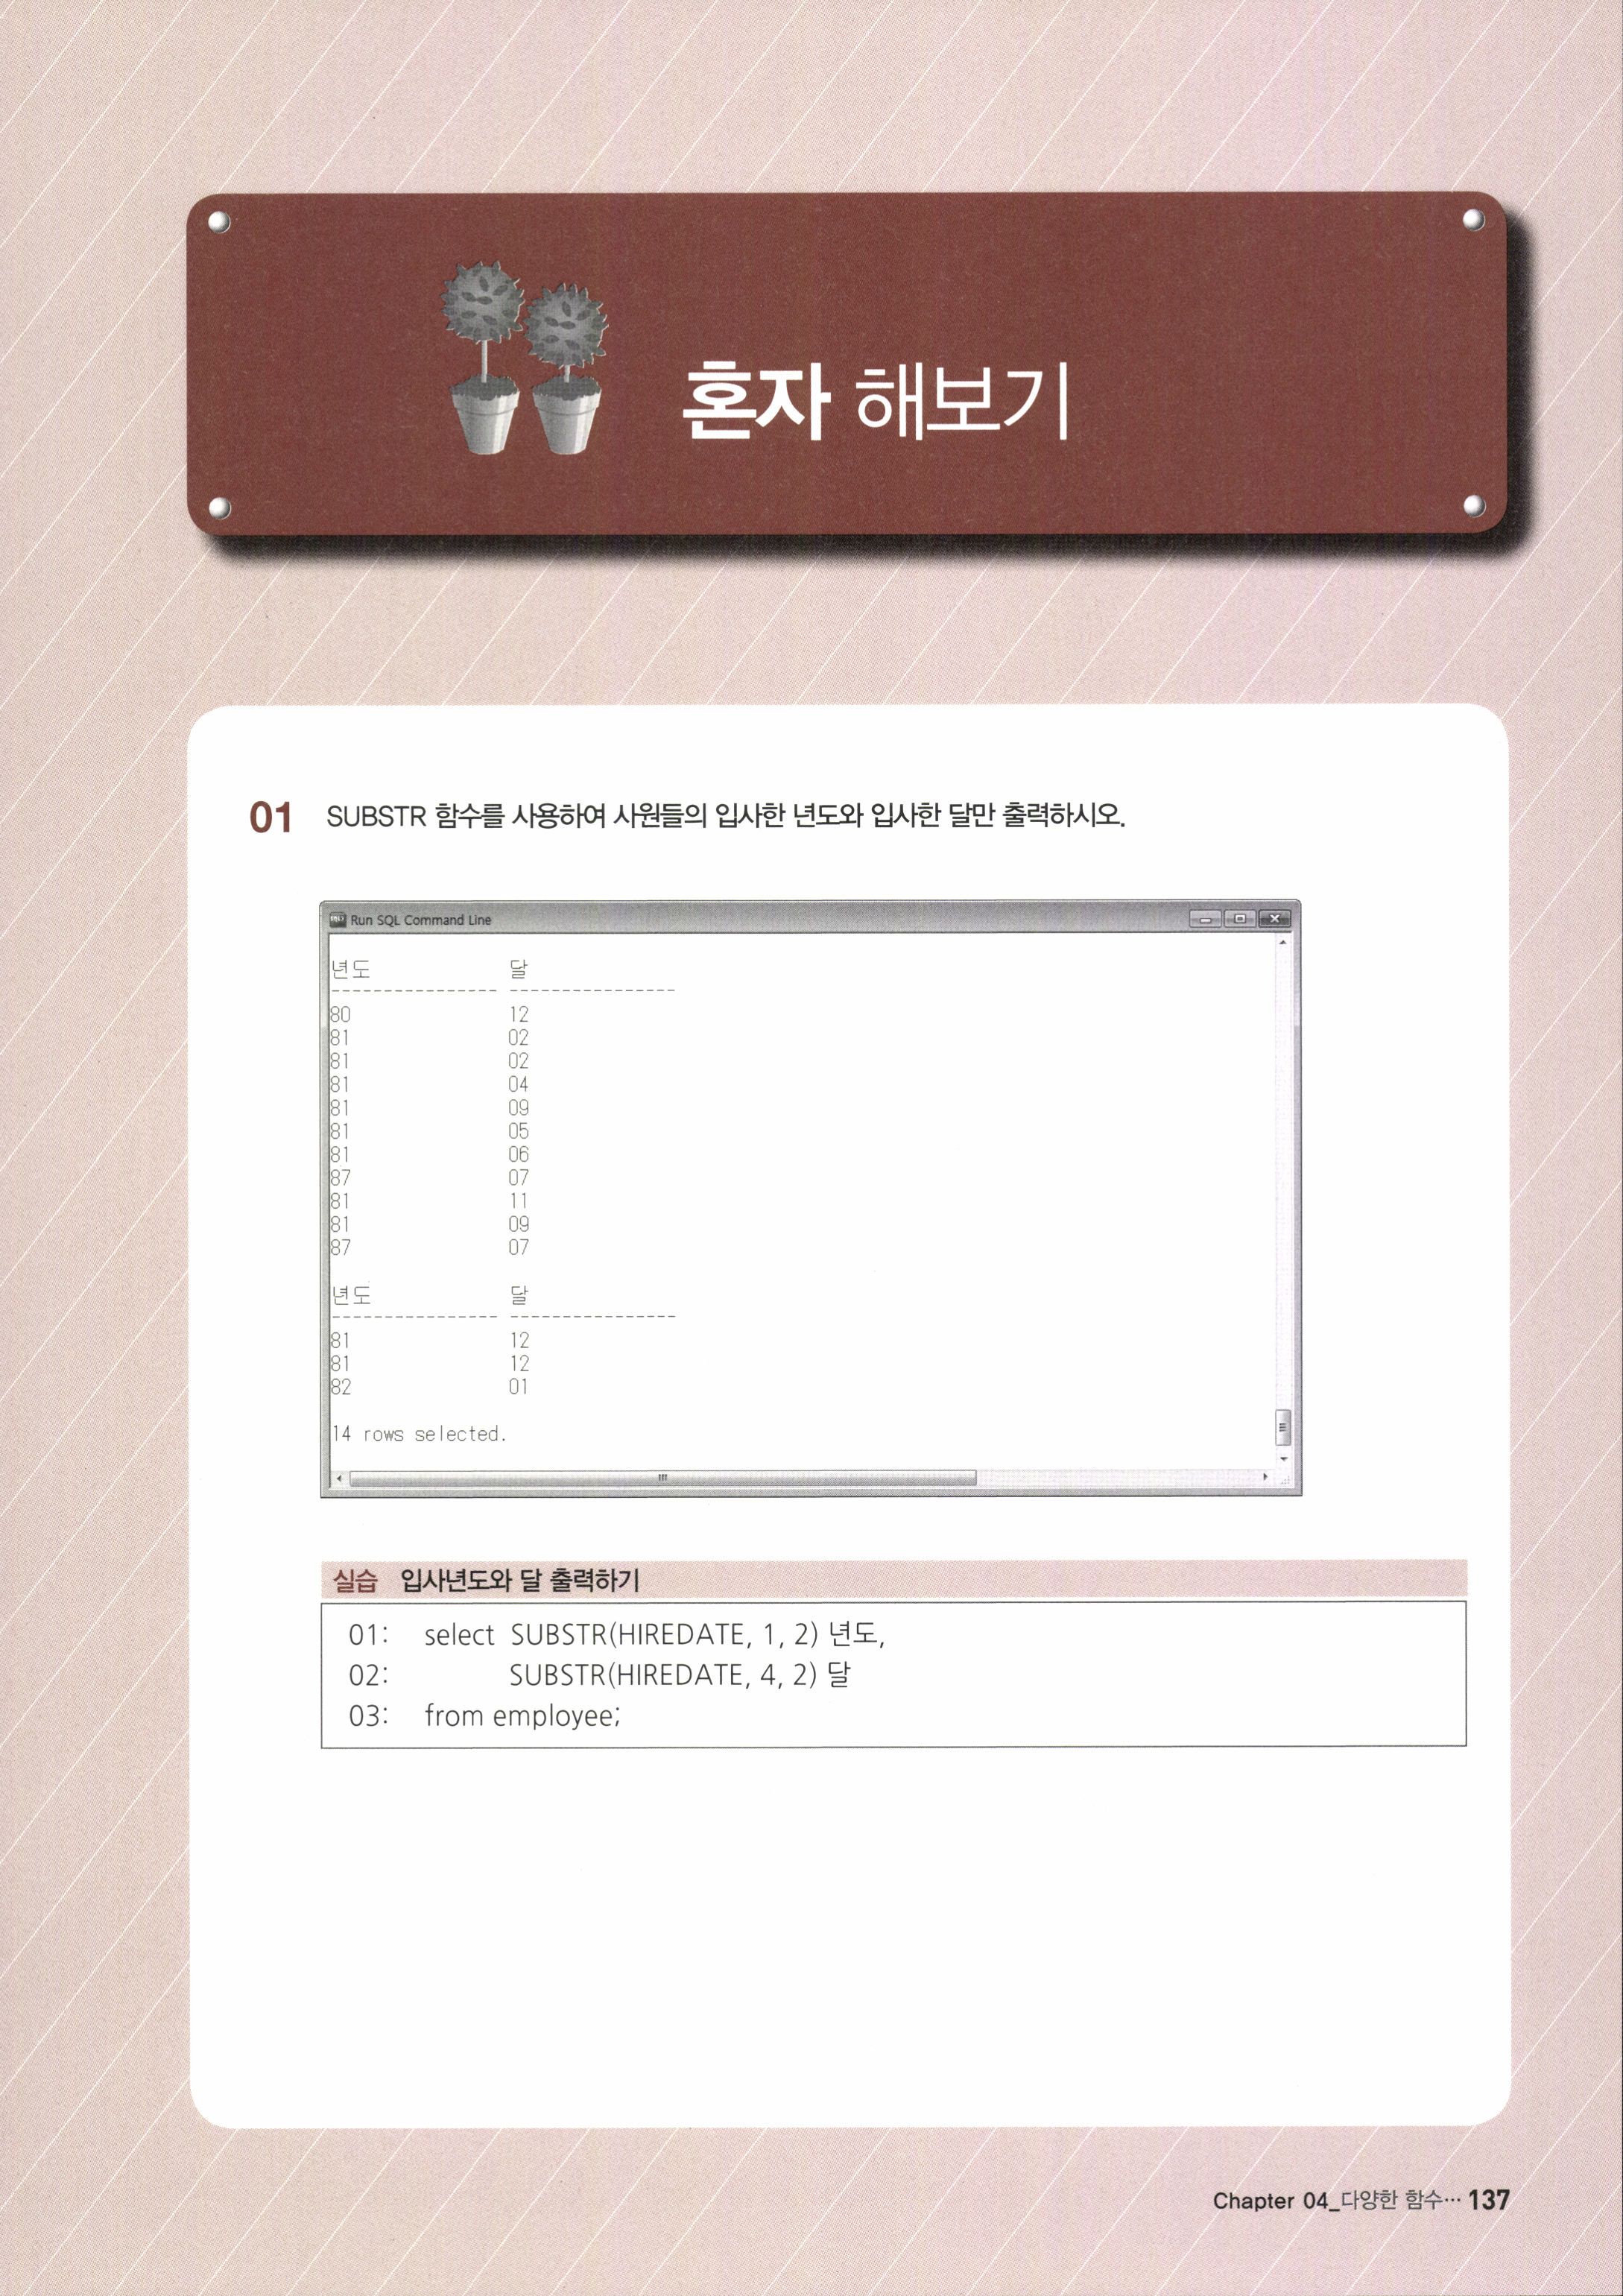 혼자 해보기
01 SUBSTR 함수를 사용하여 사원들의 입사한 년도와 입사한 달만 출력하시오.
Run SQL Command Line
년도 달
---------------- ----------------
80 12
81 02
81 02
81 04
81 09
81 05
81 06
87 07
81 11
81 09
87 07
년도 달
---------------- ----------------
81 12
81 12
82 01
14 rows selected.
실습 입사년도와 달 출력하기
01: select SUBSTR(HIREDATE, 1, 2) 년도,
02: SUBSTR(HIREDATE, 4, 2) 달
03: from employee;
Chapter 04_다양한 함수··· 137